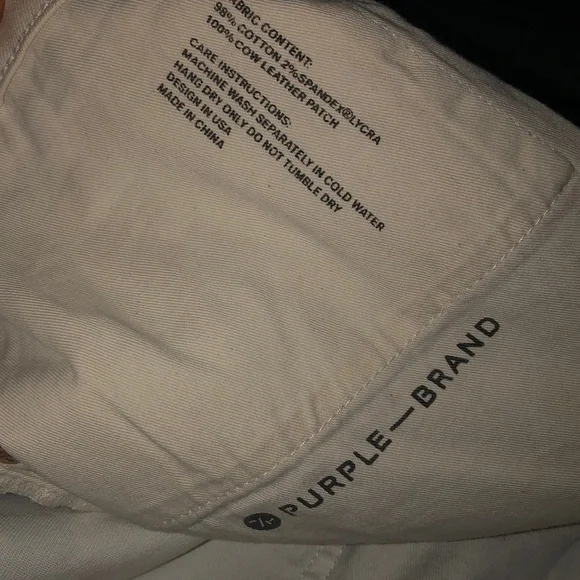 FABRIC CONTENT:
98% COTTON 2%SPANDEX®LYCRA
100% COW LEATHER PATCH
CARE INSTRUCTIONS:
MACHINE WASH SEPARATELY IN COLD WATER
HANG DRY ONLY DO NOT TUMBLE DRY
DESIGN IN USA
MADE IN CHINA
PURPLE—BRAND